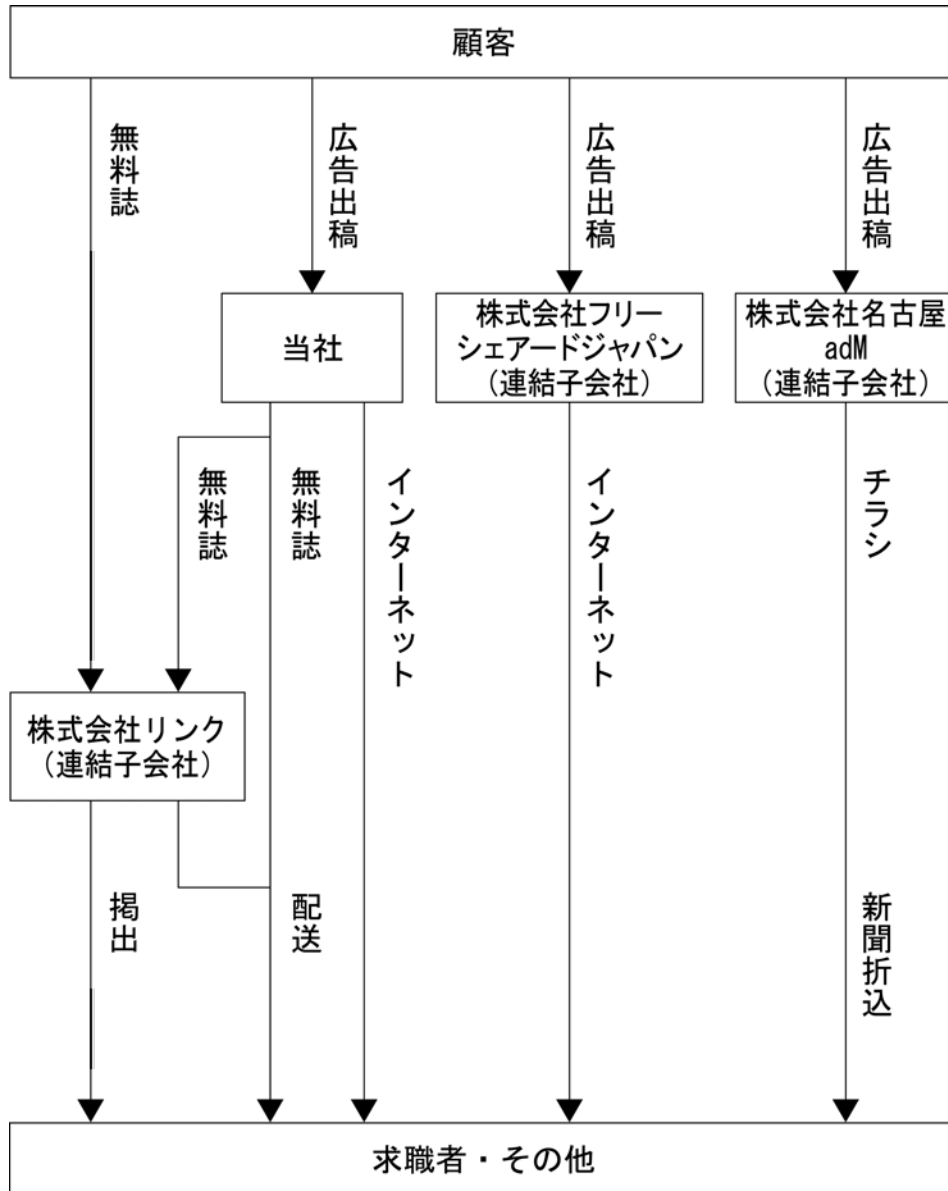 顧客
無料誌
広告出稿
広告出稿
広告出稿
当社
株式会社フリー
シェアードジャパン
（連結子会社）
株式会社名古屋
adM
（連結子会社）
無料誌
無料誌
インターネット
インターネット
チラシ
株式会社リンク
（連結子会社）
掲出
配送
新聞折込
求職者・その他